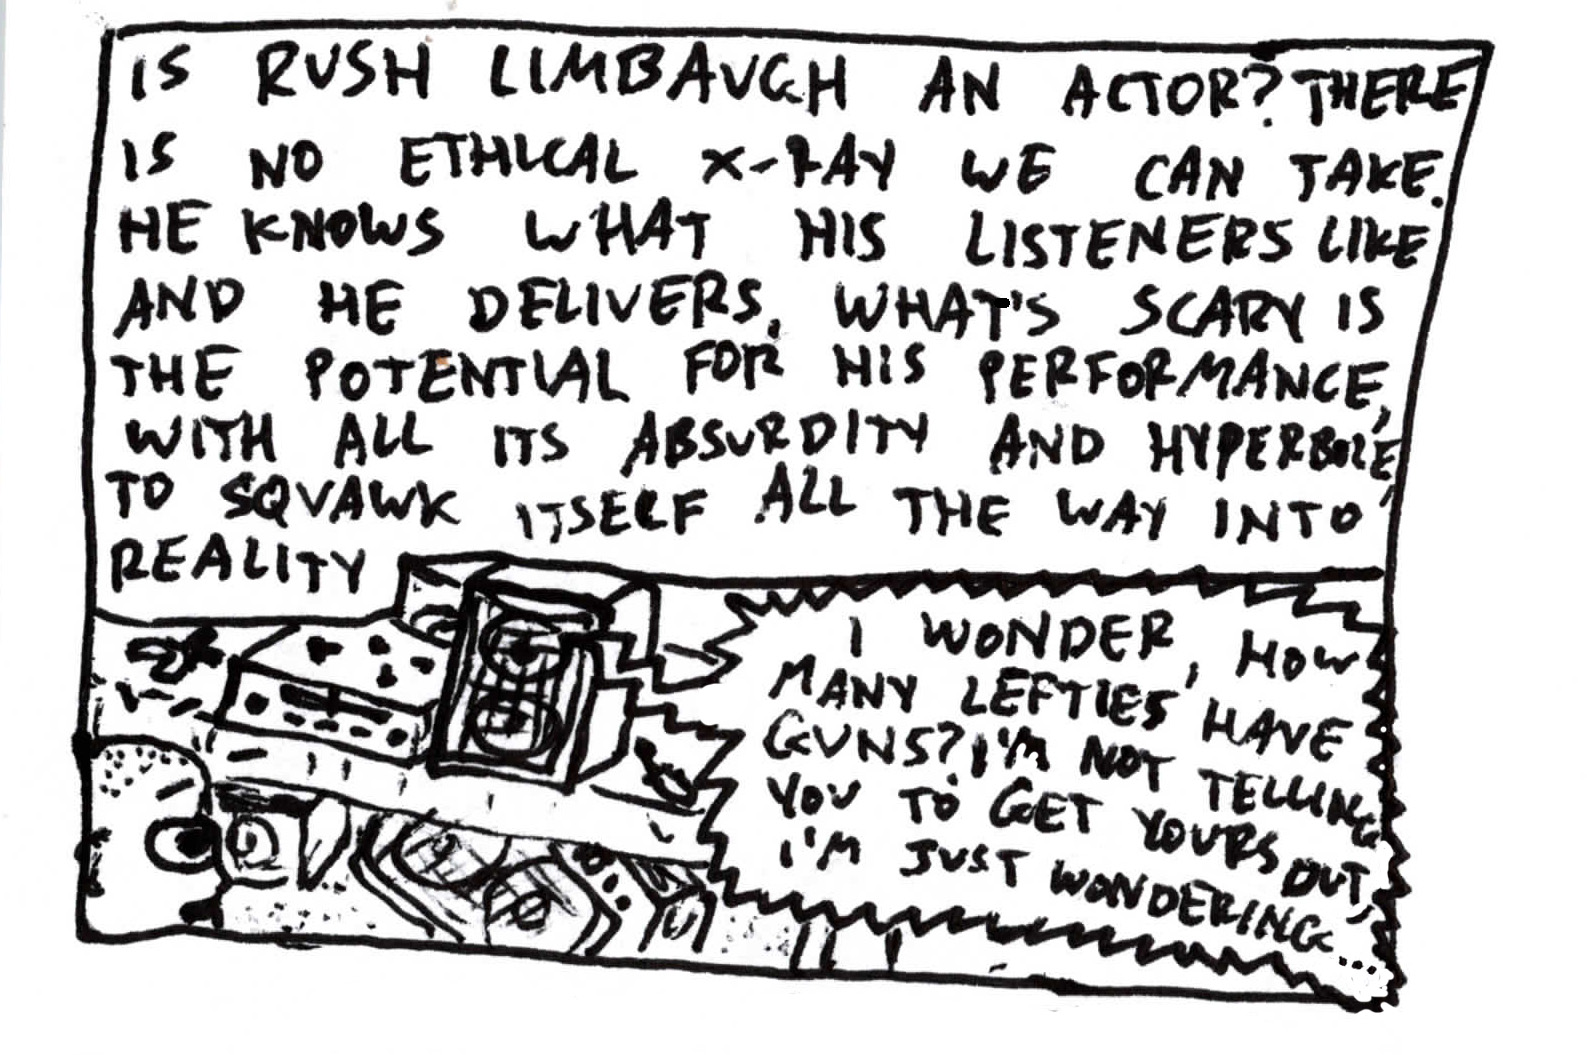 IS RUSH LIMBAUGH AN ACTOR? THERE
IS NO ETHICAL X-RAY WE CAN TAKE.
HE KNOWS WHAT HIS LISTENERS LIKE
AND HE DELIVERS. WHAT'S SCARY IS
THE POTENTIAL FOR HIS PERFORMANCE,
WITH ALL ITS ABSURDITY AND HYPERBOLE,
TO SQUAWK ITSELF ALL THE WAY INTO
REALITY
I WONDER, HOW
MANY LEFTIES HAVE
GUNS? I'M NOT TELLING
YOU TO GET YOURS OUT,
I'M JUST WONDERING...